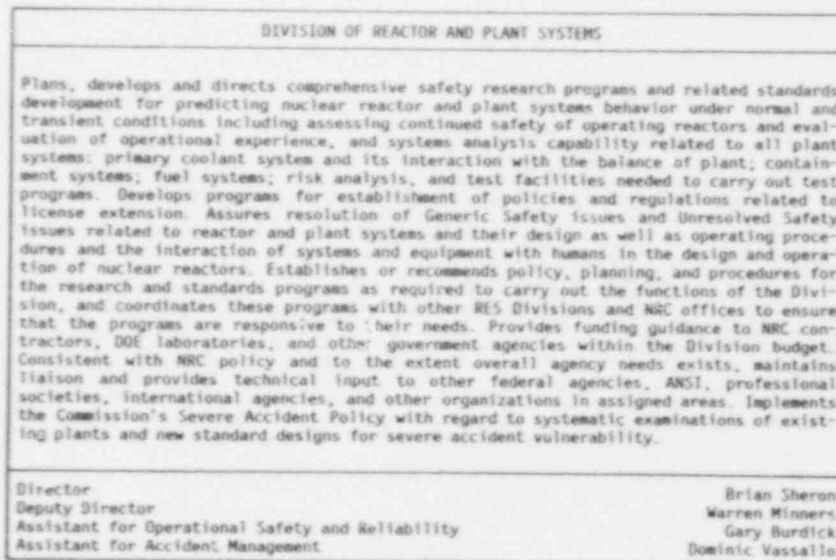 DIVISION OF REACTOR AND PLANT SYSTEMS
Plans, develops and directs comprehensive safety research programs and related standards
development for predicting nuclear reactor and plant systems behavior under normal and
transient conditions including assessing continued safety of operating reactors and eval-
uation of operational experience, and systems analysis capability related to all plant
systems: primary coolant system and its interaction with the balance of plant; contain-
ment systems; fuel systems; risk analysis, and test facilities needed to carry out test
programs. Develops programs for establishment of policies and regulations related to
license extension. Assures resolution of Generic Safety issues and Unresolved Safety
issues related to reactor and plant systems and their design as well as operating proce-
dures and the interaction of systems and equipment with humans in the design and opera-
tion of nuclear reactors. Establishes or recommends policy, planning, and procedures for
the research and standards programs as required to carry out the functions of the Divi-
sion, and coordinates these programs with other RES Divisions and NRC offices to ensure
that the programs are responsive to their needs. Provides funding guidance to NRC con-
tractors, DOE laboratories, and other government agencies within the Division budget.
Consistent with NRC policy and to the extent overall agency needs exists, maintains
liaison and provides technical input to other federal agencies, ANSI, professional
societies, international agencies, and other organizations in assigned areas. Implements
the Commission's Severe Accident Policy with regard to systematic examinations of exist-
ing plants and new standard designs for severe accident vulnerability.
Director Brian Sheron
Deputy Director Warren Minners
Assistant for Operational Safety and Reliability Gary Burdick
Assistant for Accident Management Dominic Vassallo